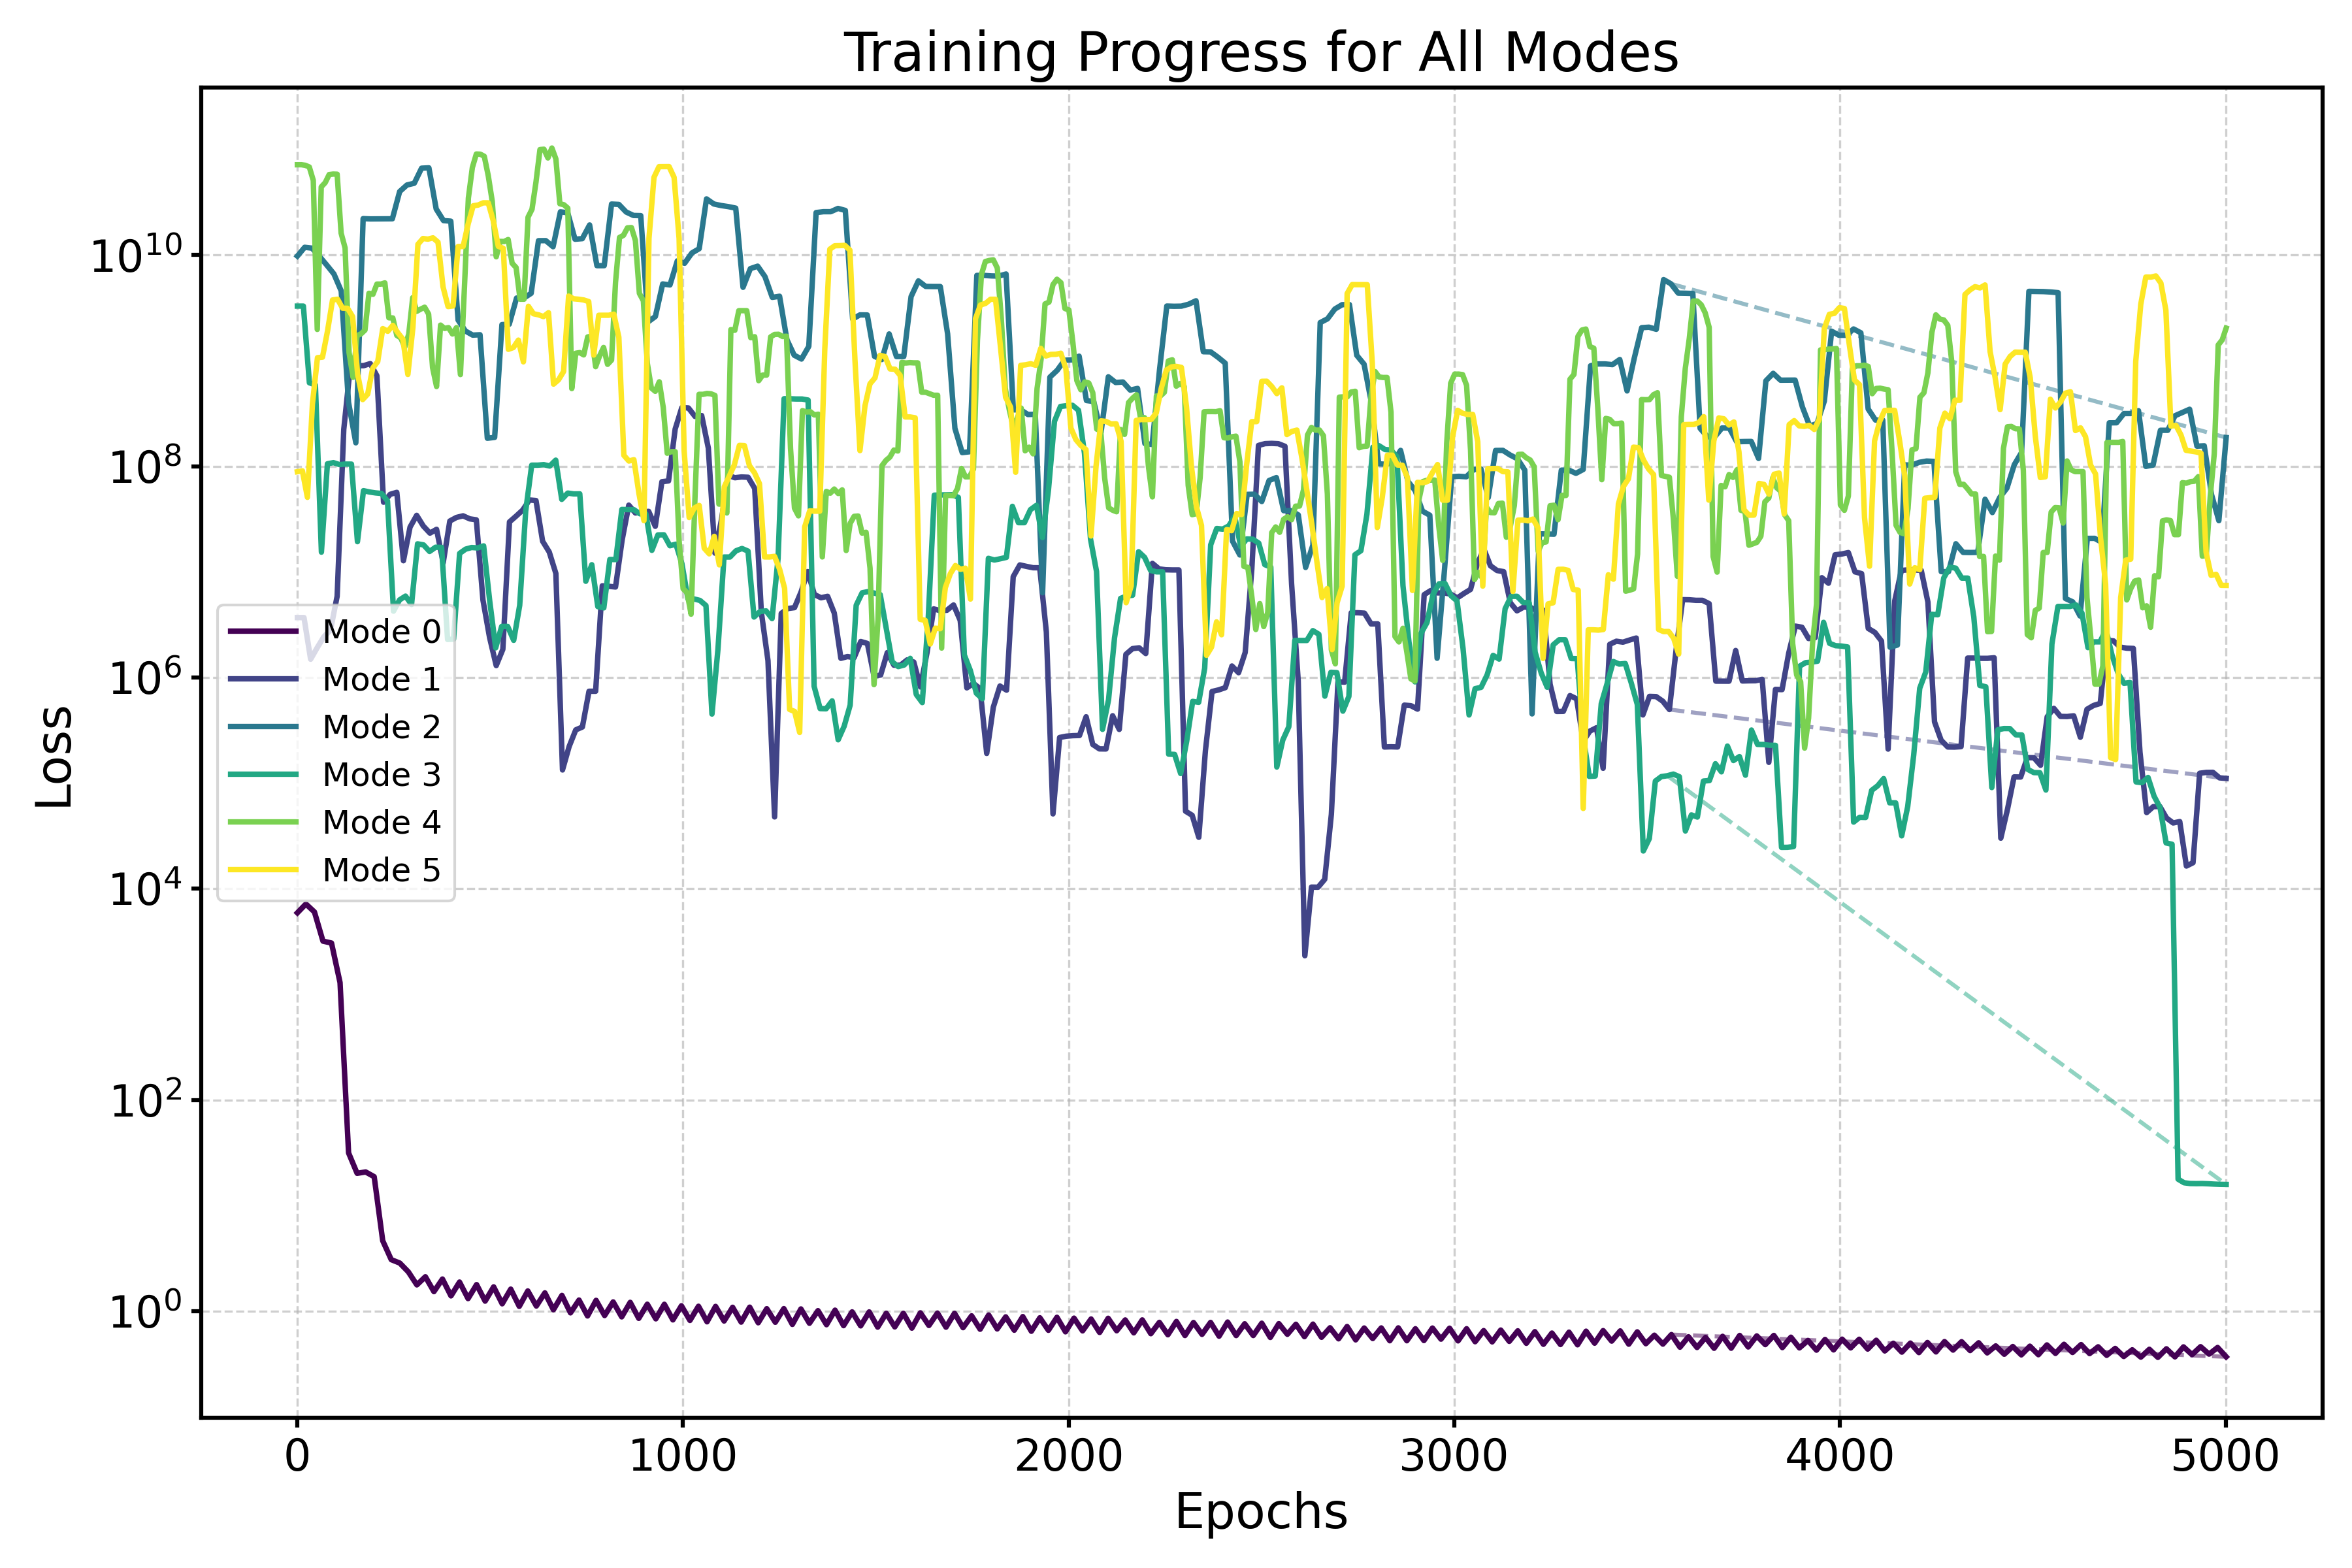 Training Progress for All Modes
Loss
10^10
10^8
10^6
10^4
10^2
10^0
Mode 0
Mode 1
Mode 2
Mode 3
Mode 4
Mode 5
0 1000 2000 3000 4000 5000
Epochs